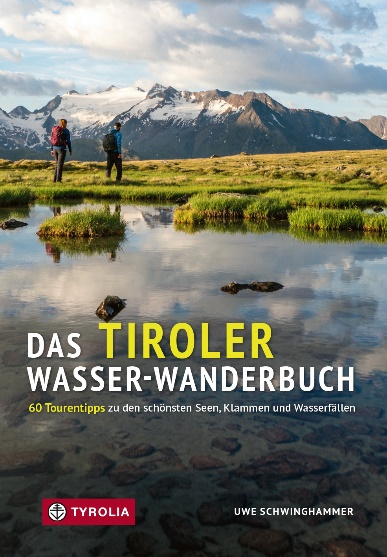 DAS TIROLER
WASSER-WANDERBUCH
60 Tourentipps zu den schönsten Seen, Klammen und Wasserfällen
TYROLIA
UWE SCHWINGHAMMER